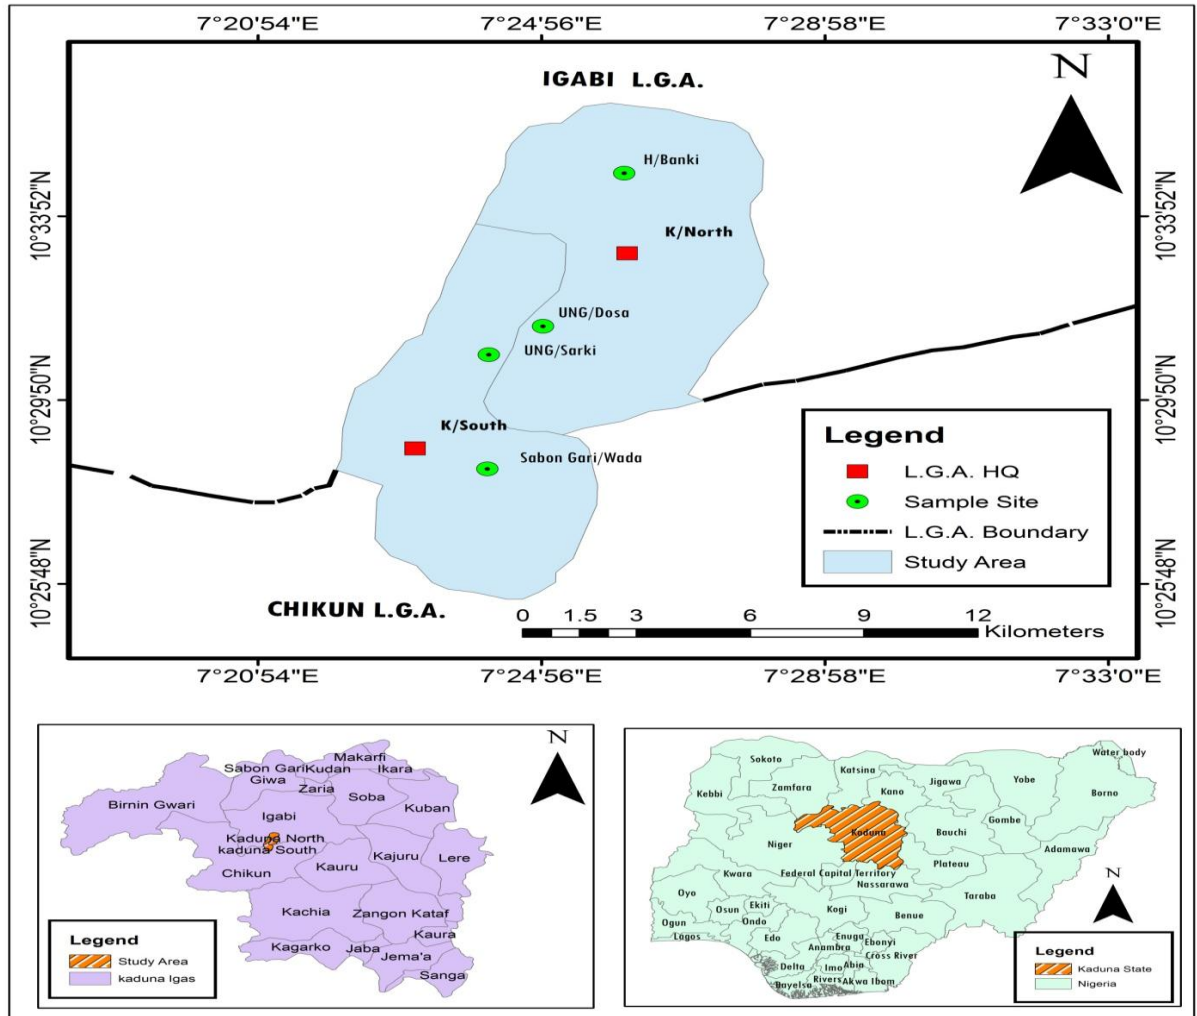 7°20'54"E 7°24'56"E 7°28'58"E 7°33'0"E
N
IGABI L.G.A.
H/Banki
10°33'52"N
10°33'52"N
K/North
UNG/Dosa
UNG/Sarki
10°29'50"N
10°29'50"N
K/South
Sabon Gari/Wada
Legend
L.G.A. HQ
Sample Site
L.G.A. Boundary
Study Area
10°25'48"N
10°25'48"N
CHIKUN L.G.A.
0 1.5 3 6 9 12
Kilometers
7°20'54"E 7°24'56"E 7°28'58"E 7°33'0"E
N
Makarfi
Sabon Gari Kudan Ikara
Giwa
Zaria
Soba
Birnin Gwari
Kuban
Igabi
Kaduna North
kaduna South
Kajuru
Lere
Kauru
Chikun
Kachia
Zangon Kataf
Kaura
Kagarko
Jaba
Jema'a
Sanga
Legend
Study Area
kaduna lgas
Water body
Sokoto
Katsina
Yobe
Jigawa
Zamfara
Kano
Kebbi
Borno
Gombe
Kaduna
Bauchi
Niger
Adamawa
Plateau
Kwara
Federal Capital Territory
Nassarawa
N
Oyo
Taraba
Ekiti
Osun
Kogi
Benue
Ogun
Ondo
Lagos
Edo
Enugu
Ebonyi
Anambra
Cross River
Delta
Imo
Abin
Rivers
Akwa Ibom
Bayelsa
Legend
Kaduna State
Nigeria